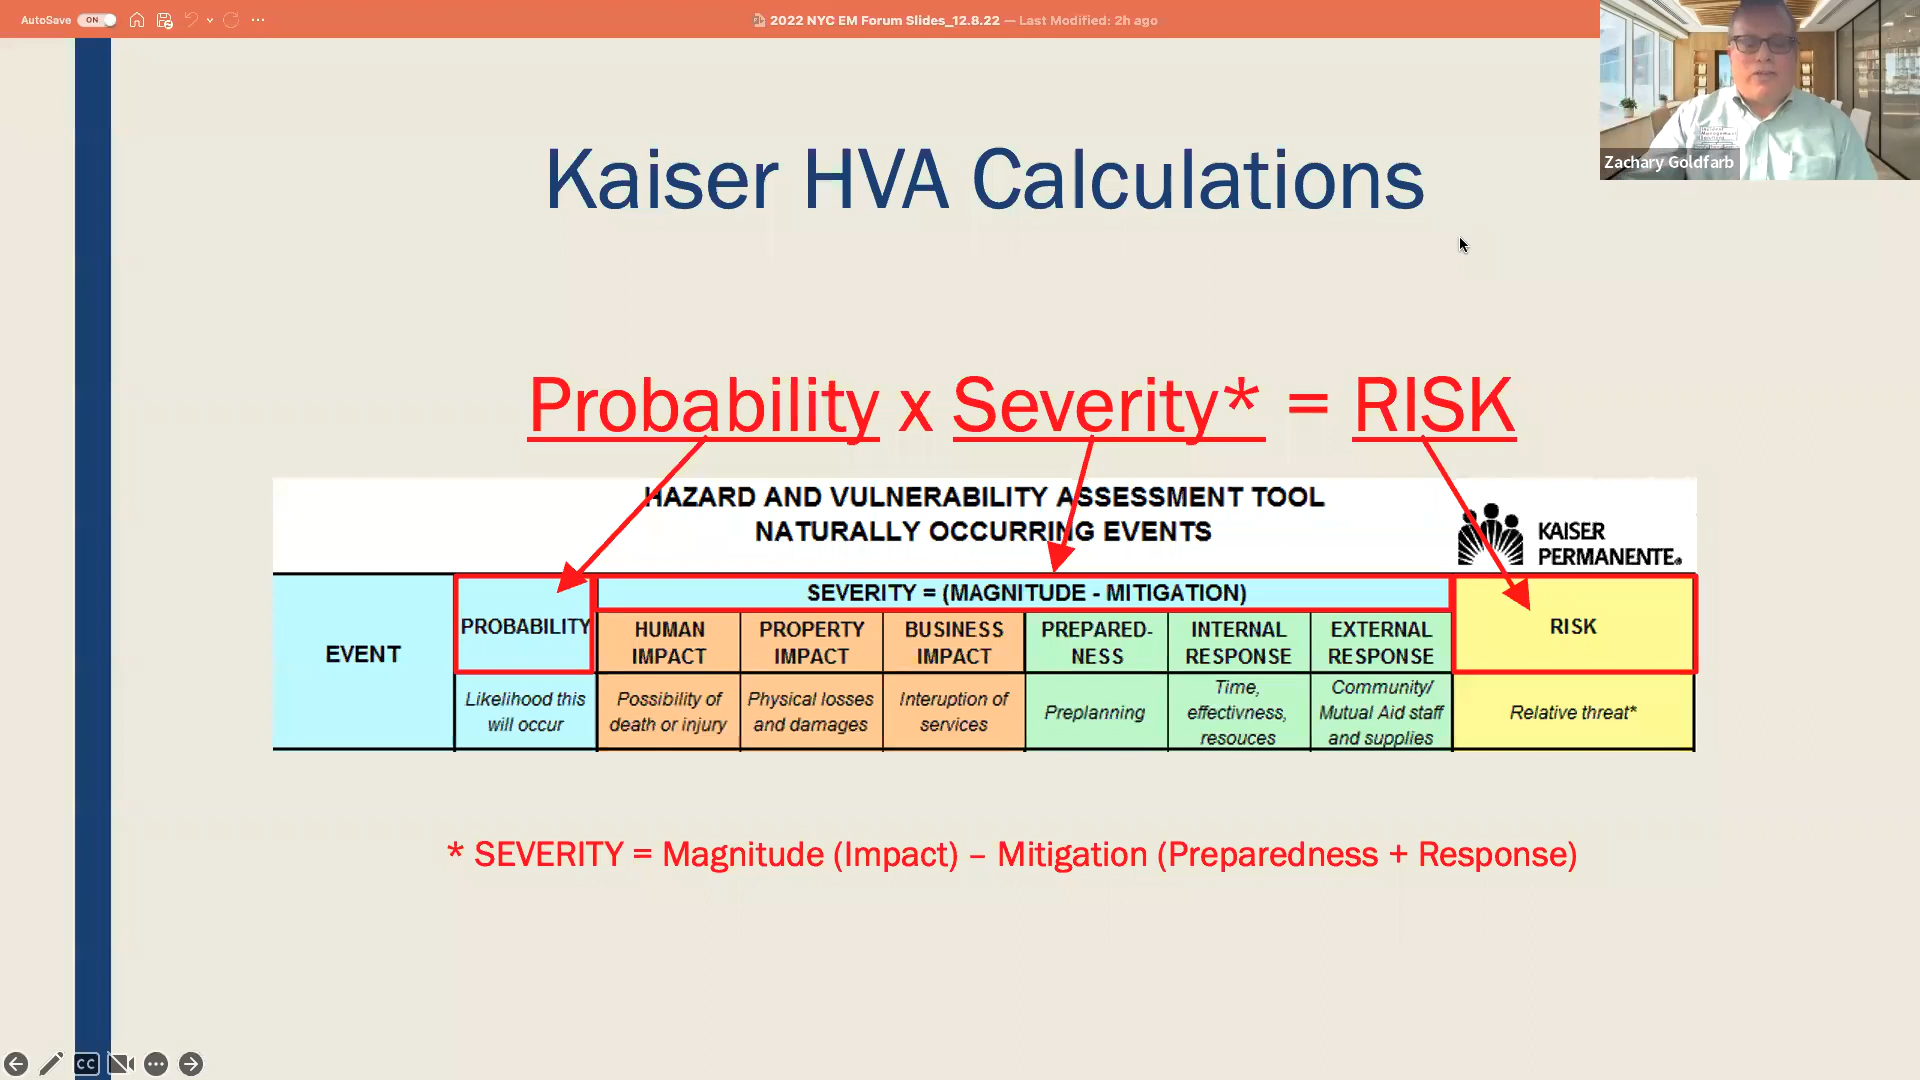 AutoSave ON
2022 NYC EM Forum Slides_12.8.22 — Last Modified: 2h ago
Zachary Goldfarb
Kaiser HVA Calculations
Probability x Severity* = RISK
HAZARD AND VULNERABILITY ASSESSMENT TOOL
NATURALLY OCCURRING EVENTS
KAISER
PERMANENTE®
EVENT
PROBABILITY
SEVERITY = (MAGNITUDE - MITIGATION)
RISK
HUMAN
IMPACT
PROPERTY
IMPACT
BUSINESS
IMPACT
PREPARED-
NESS
INTERNAL
RESPONSE
EXTERNAL
RESPONSE
Likelihood this
will occur
Possibility of
death or injury
Physical losses
and damages
Interuption of
services
Preplanning
Time,
effectivness,
resouces
Community/
Mutual Aid staff
and supplies
Relative threat*
* SEVERITY = Magnitude (Impact) – Mitigation (Preparedness + Response)
CC